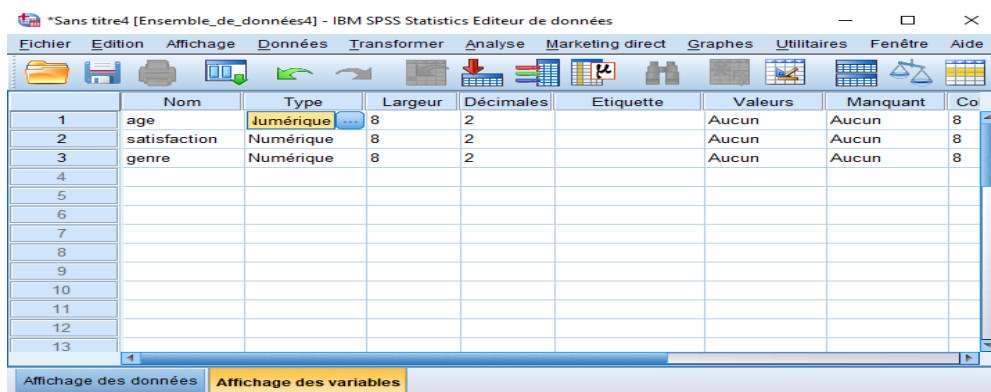 *Sans titre4 [Ensemble_de_données4] - IBM SPSS Statistics Editeur de données
Fichier Edition Affichage Données Transformer Analyse Marketing direct Graphes Utilitaires Fenêtre Aide
Nom Type Largeur Décimales Etiquette Valeurs Manquant Co
1 age Numérique ... 8 2 Aucun Aucun 8
2 satisfaction Numérique 8 2 Aucun Aucun 8
3 genre Numérique 8 2 Aucun Aucun 8
4
5
6
7
8
9
10
11
12
13
Affichage des données Affichage des variables